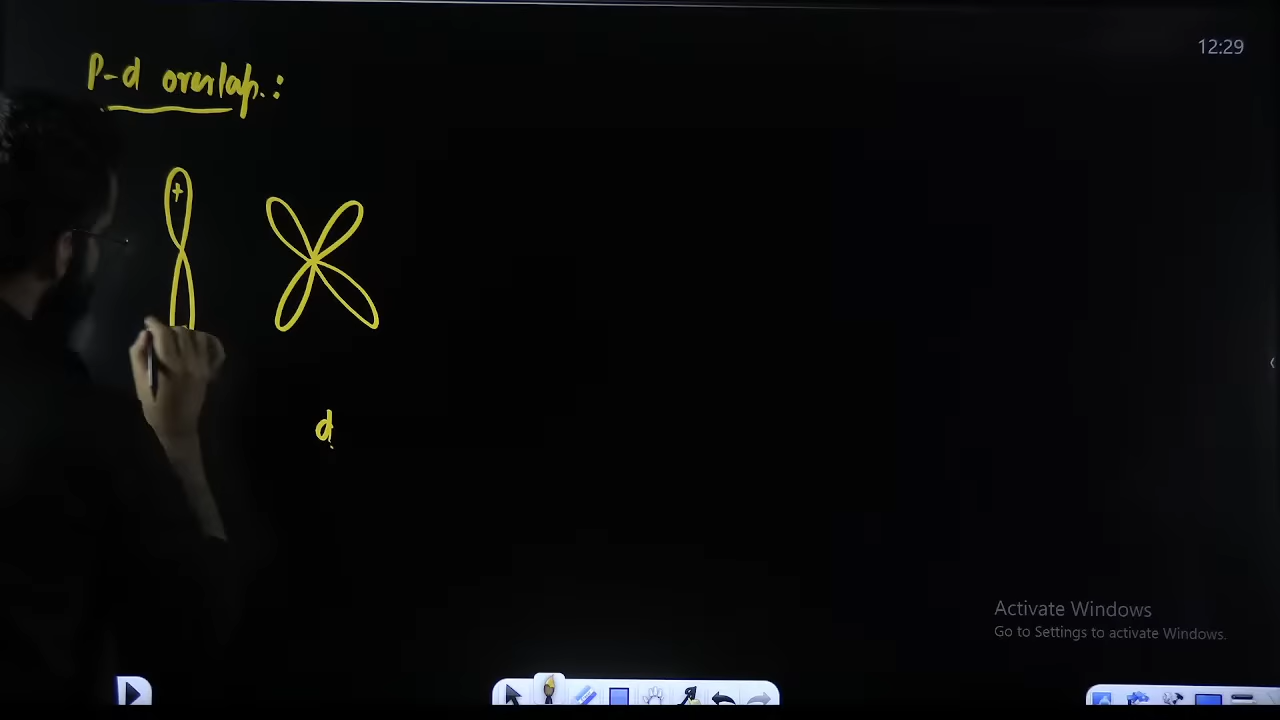 P-d overlap.:
12:29
+
d
Activate Windows
Go to Settings to activate Windows.